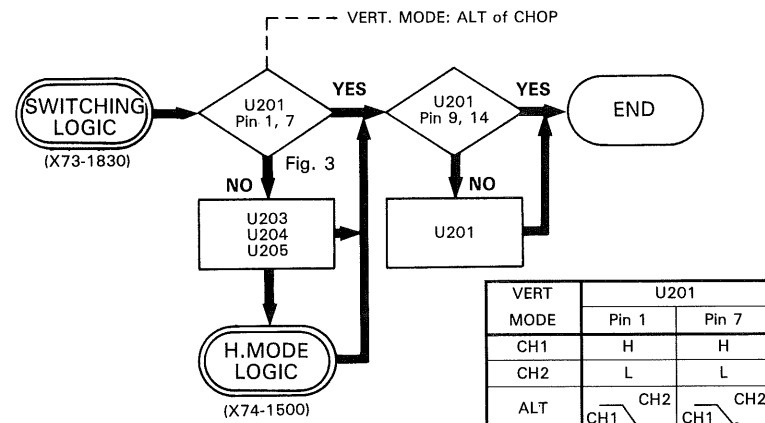 VERT. MODE: ALT of CHOP
SWITCHING
LOGIC
(X73-1830)
U201
Pin 1, 7
YES
U201
Pin 9, 14
YES
END
Fig. 3
NO
NO
U203
U204
U205
U201
H.MODE
LOGIC
(X74-1500)
VERT
MODE
U201
Pin 1
Pin 7
CH1
H
H
CH2
L
L
ALT
CH1
CH2
CH1
CH2